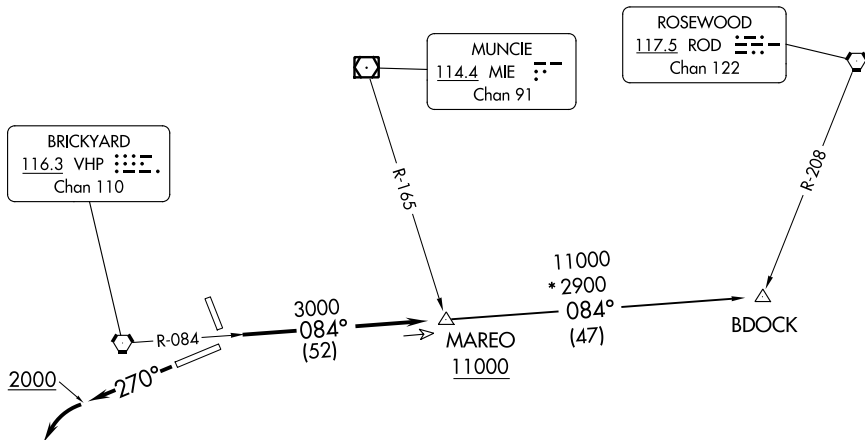 ROSEWOOD
117.5 ROD
Chan 122
MUNCIE
114.4 MIE
Chan 91
BRICKYARD
116.3 VHP
Chan 110
R-165
R-208
R-084
3000
084°
(52)
MAREO
11000
11000
*2900
084°
(47)
BDOCK
2000
270°